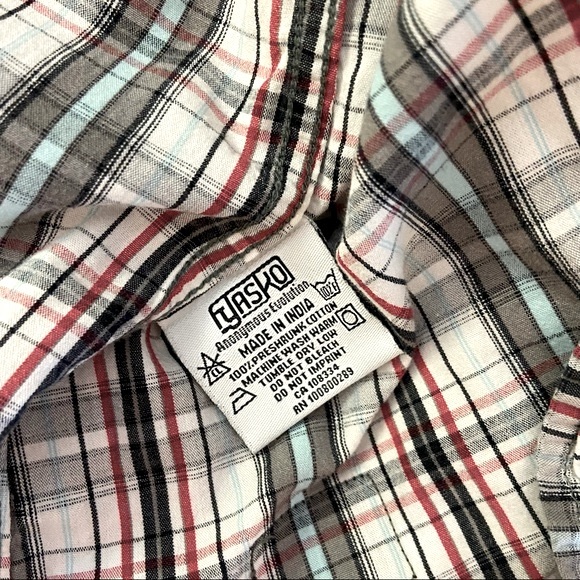 FYASKO
Anonymous Evolution
MADE IN INDIA
100/PRESHRUNK COTTON
MACHINE WASH WARM
TUMBLE DRY LOW
DO NOT BLEACH
DO NOT IMPRINT
CA 108334
RN 100800289